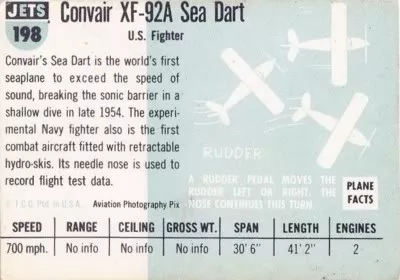 JETS
198
Convair XF-92A Sea Dart
U.S. Fighter
Convair's Sea Dart is the world's first
seaplane to exceed the speed of
sound, breaking the sonic barrier in a
shallow dive in late 1954. The experi-
mental Navy fighter also is the first
combat aircraft fitted with retractable
hydro-skis. Its needle nose is used to
record flight test data.
© T.C.G. Ptd. in U.S.A.
Aviation Photography Pix
RUDDER
A RUDDER PEDAL MOVES THE
RUDDER LEFT OR RIGHT. THE
NOSE CONTINUES THIS TURN.
PLANE
FACTS
SPEED RANGE CEILING GROSS WT. SPAN LENGTH ENGINES
700 mph. No info No info No info 30' 6" 41' 2" 2